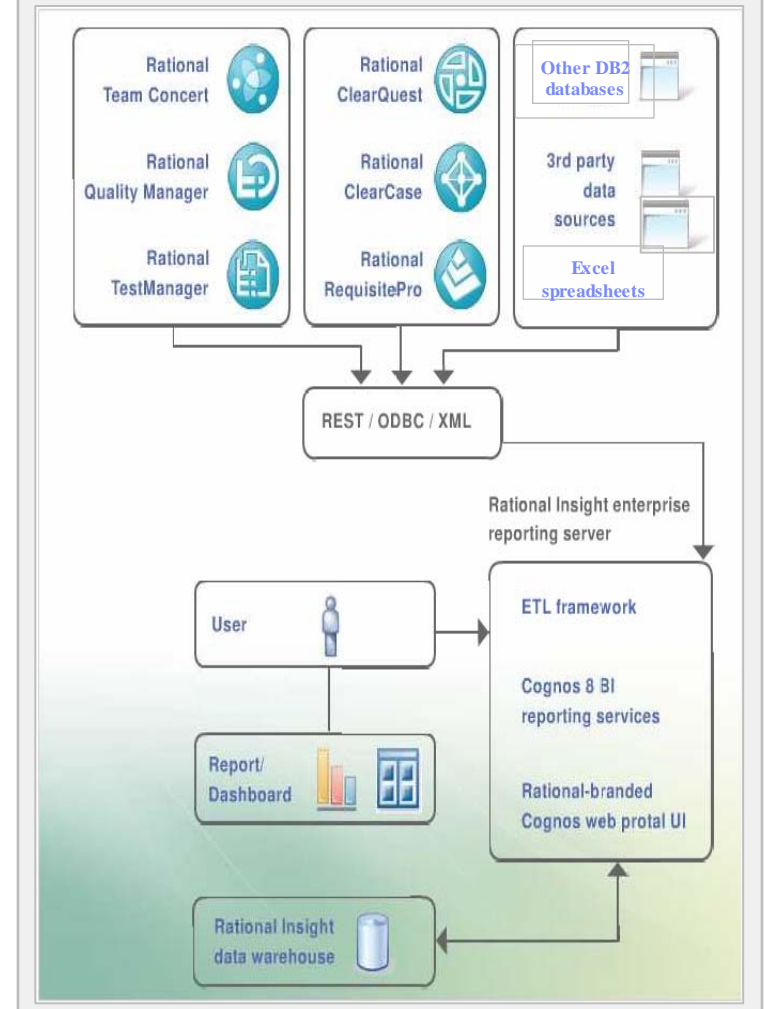 Rational
Team Concert
Rational
Quality Manager
Rational
TestManager
Rational
ClearQuest
Rational
ClearCase
Rational
RequisitePro
Other DB2
databases
3rd party
data
sources
Excel
spreadsheets
REST / ODBC / XML
Rational Insight enterprise
reporting server
User
Report/
Dashboard
ETL framework
Cognos 8 BI
reporting services
Rational-branded
Cognos web protal UI
Rational Insight
data warehouse